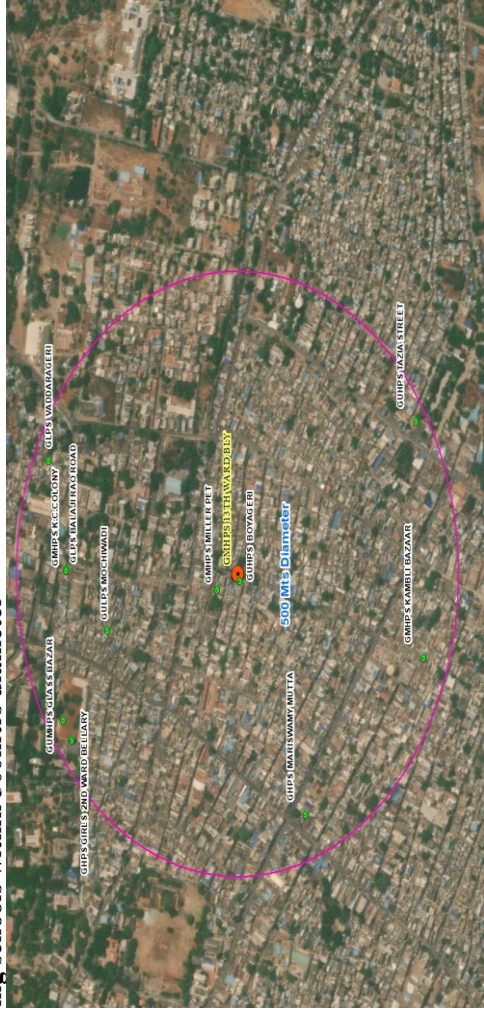 GUMHPS GLASS BAZAR
GLPS VADDARAGERI
GMHPS K.C.COLONY
GLPS BALAJI RAO ROAD
GHPS GIRLS 2ND WARD BELLARY
GULPS MOCHIWADI
GMHPS MILLER PET
GMHPS 13TH WARD BLY
GUHPS BOYAGERI
500 Mts Diameter
GHPS MARISWAMY MUTTA
GUHPS TAZIA STREET
GMHPS KAMBLI BAZAAR